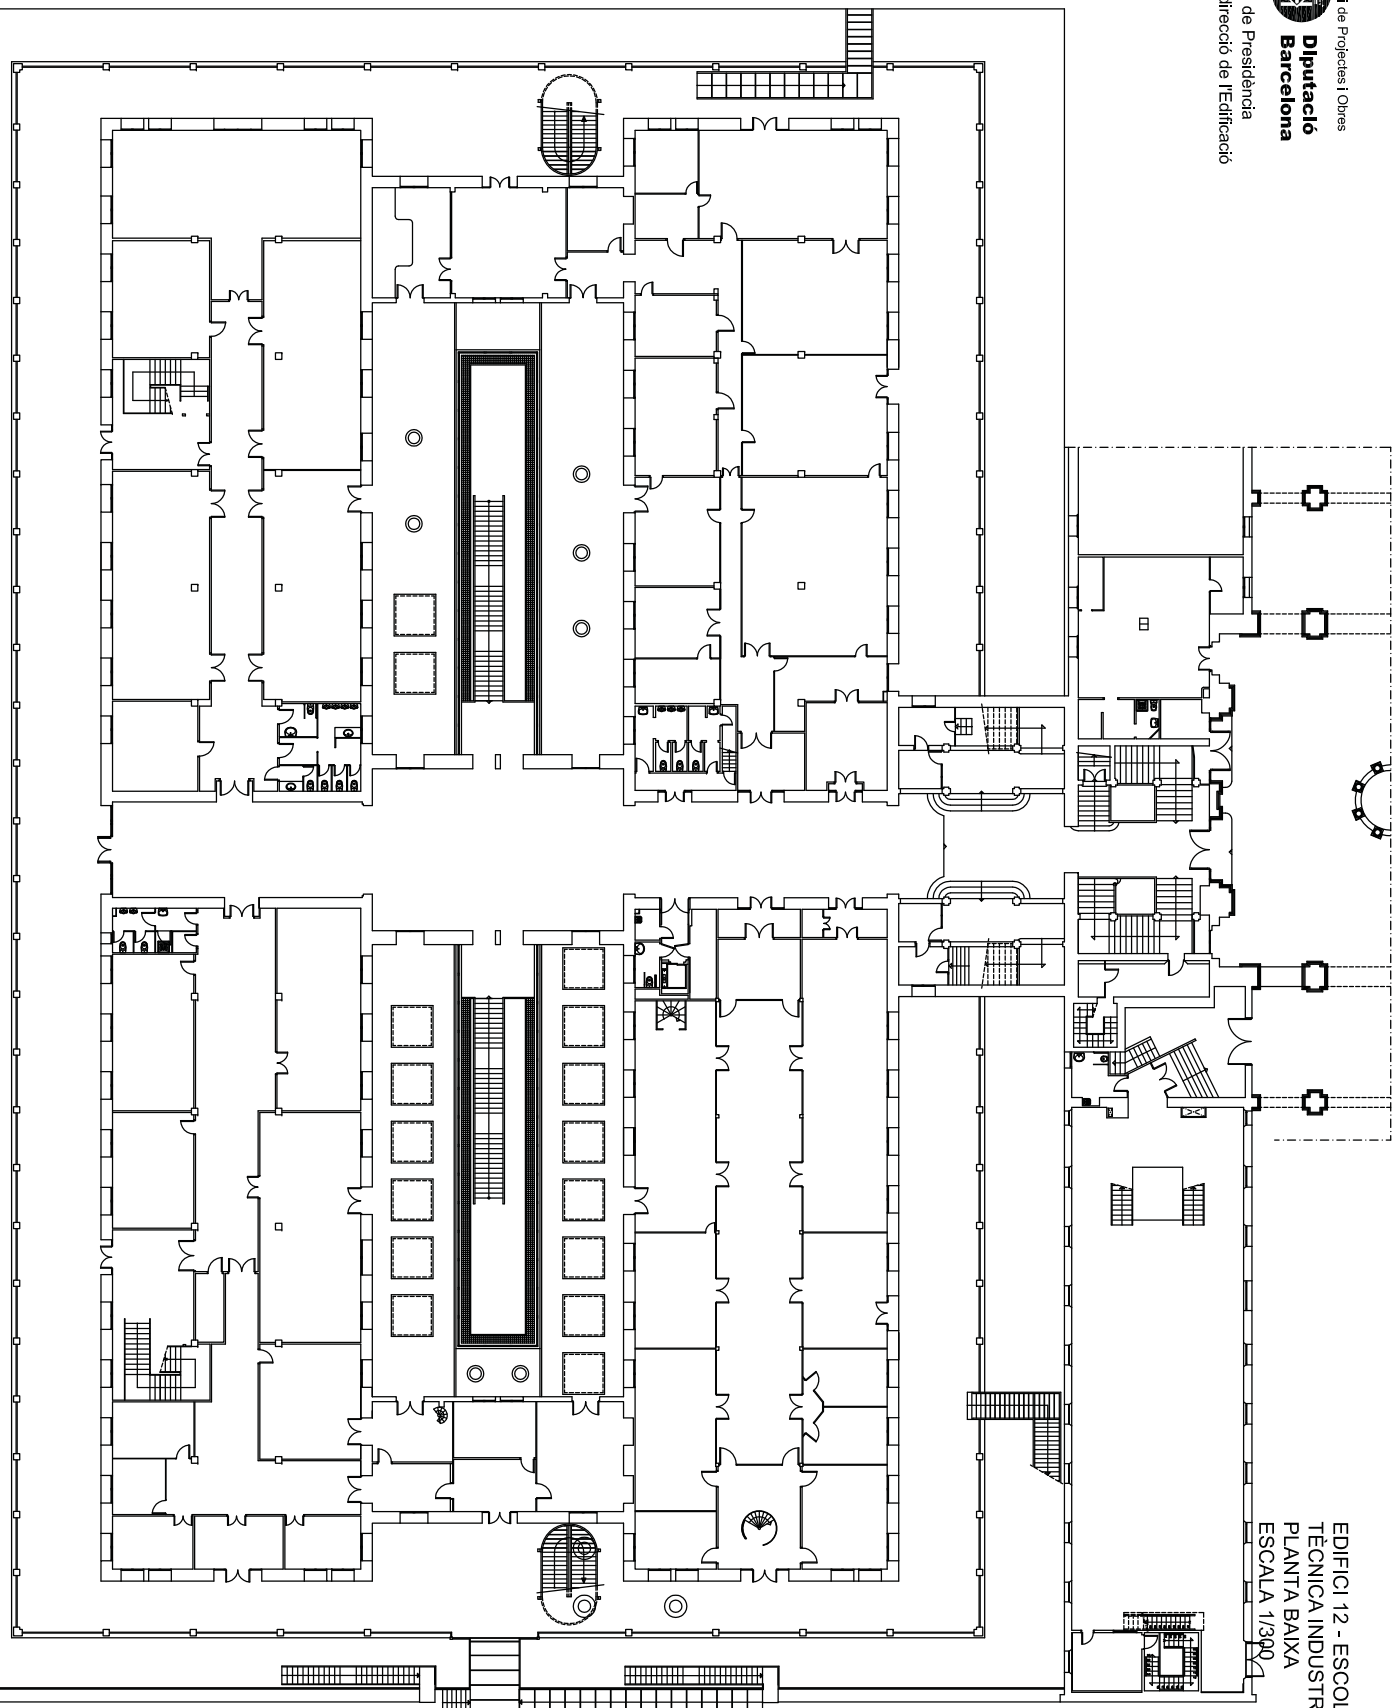 i de Projectes i Obres
Diputació
Barcelona
de Presidència
direcció de l'Edificació
EDIFICI 12 - ESCOL
TÈCNICA INDUSTR
PLANTA BAIXA
ESCALA 1/300